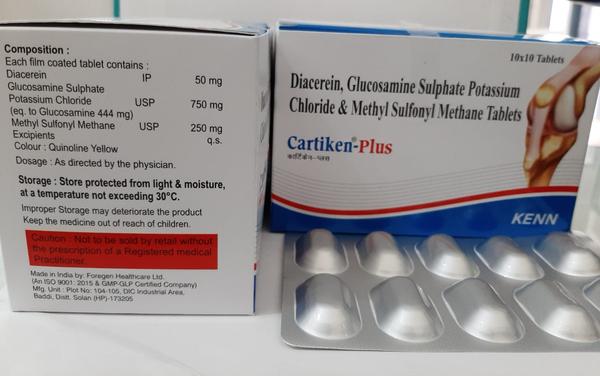 Composition :
Each film coated tablet contains :
Diacerein IP 50 mg
Glucosamine Sulphate
Potassium Chloride USP 750 mg
(eq. to Glucosamine 444 mg)
Methyl Sulfonyl Methane USP 250 mg
Excipients q.s.
Colour : Quinoline Yellow
Dosage : As directed by the physician.
Storage : Store protected from light & moisture,
at a temperature not exceeding 30°C.
Improper Storage may deteriorate the product
Keep the medicine out of reach of children.
Caution : Not to be sold by retail without
the prescription of a Registered medical
Practitioner.
Made in India by: Foregen Healthcare Ltd.
(An ISO 9001: 2015 & GMP-GLP Certified Company)
Mfg. Unit : Plot No: 104-105, DIC Industrial Area,
Baddi, Distt. Solan (HP)-173205
10x10 Tablets
Diacerein, Glucosamine Sulphate Potassium
Chloride & Methyl Sulfonyl Methane Tablets
Cartiken®-Plus
कार्टिकेन-प्लस
KENN